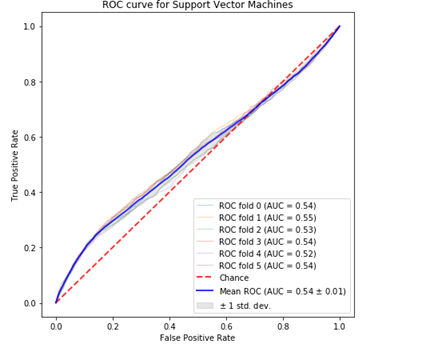 ROC curve for Support Vector Machines
1.0
0.8
0.6
0.4
0.2
0.0
True Positive Rate
ROC fold 0 (AUC = 0.54)
ROC fold 1 (AUC = 0.55)
ROC fold 2 (AUC = 0.53)
ROC fold 3 (AUC = 0.54)
ROC fold 4 (AUC = 0.52)
ROC fold 5 (AUC = 0.54)
Chance
Mean ROC (AUC = 0.54 ± 0.01)
± 1 std. dev.
0.0 0.2 0.4 0.6 0.8 1.0
False Positive Rate